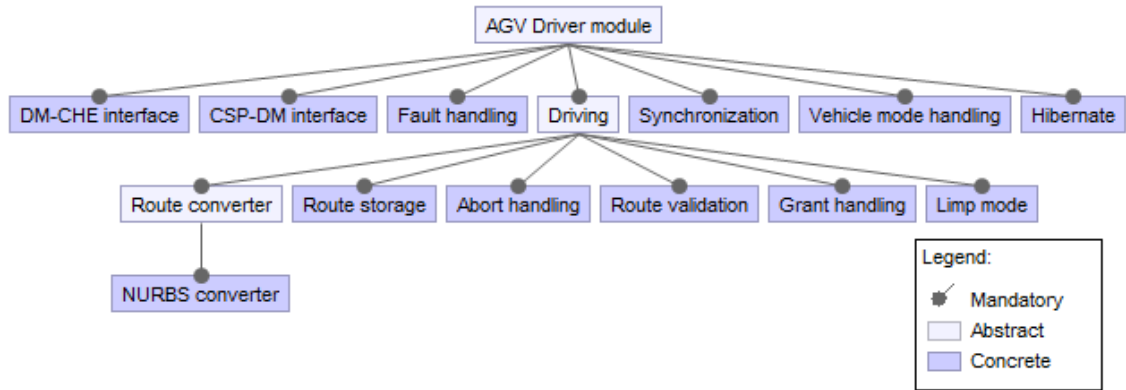 AGV Driver module
DM-CHE interface
CSP-DM interface
Fault handling
Driving
Synchronization
Vehicle mode handling
Hibernate
Route converter
Route storage
Abort handling
Route validation
Grant handling
Limp mode
NURBS converter
Legend:
Mandatory
Abstract
Concrete